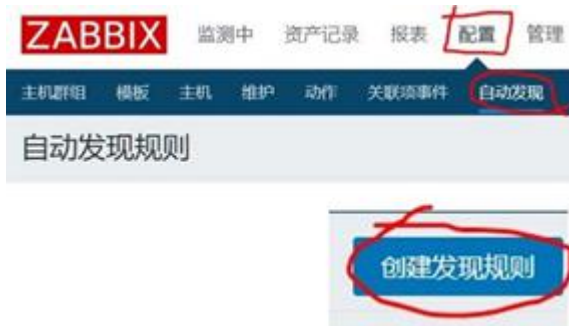 ZABBIX 监测中 资产记录 报表 配置 管理
主机群组 模板 主机 维护 动作 关联项事件 自动发现
自动发现规则
创建发现规则